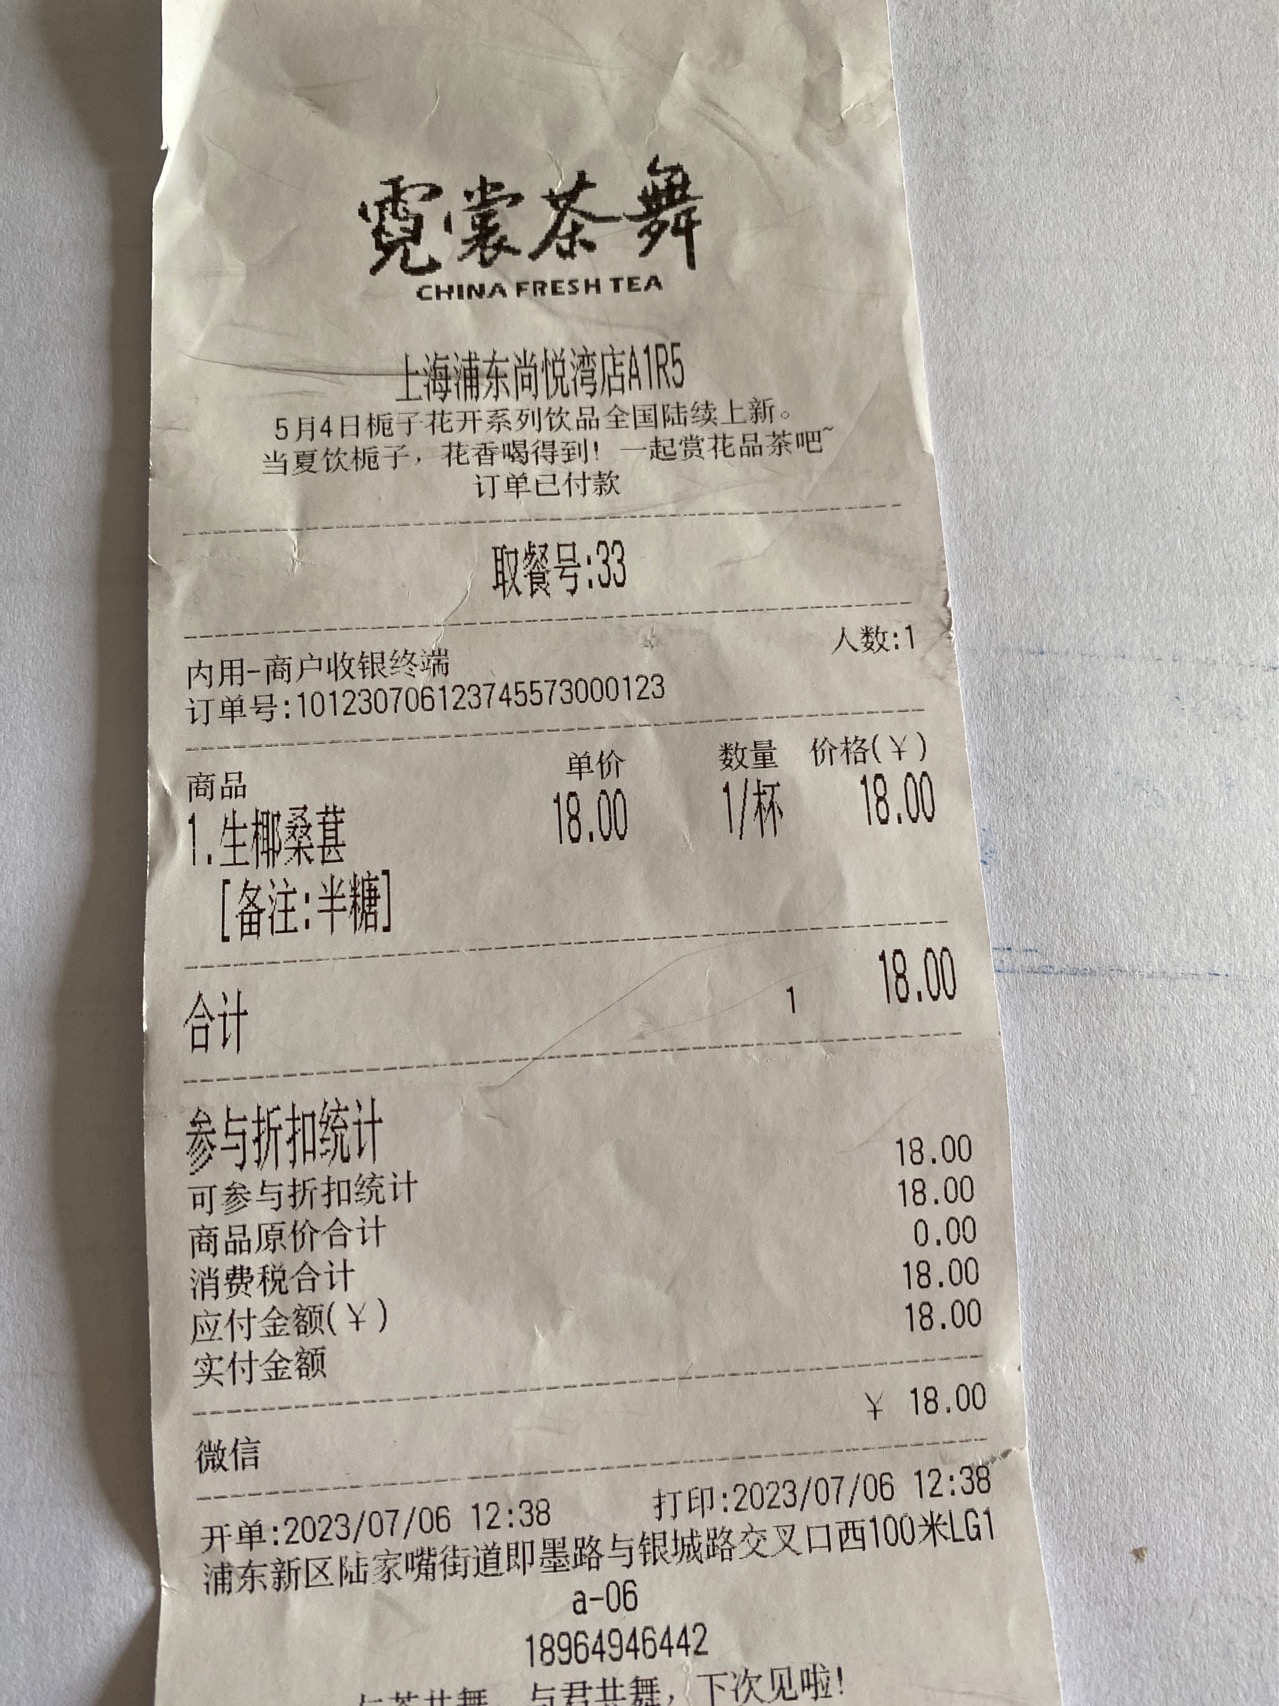 霓裳茶舞
CHINA FRESH TEA
上海浦东尚悦湾店A1R5
5月4日栀子花开系列饮品全国陆续上新。
当夏饮栀子，花香喝得到！一起赏花品茶吧~
订单已付款
取餐号:33
内用-商户收银终端 人数:1
订单号:101230706123745573000123
商品 单价 数量 价格(¥)
1.生椰桑葚 18.00 1/杯 18.00
[备注:半糖]
合计 1 18.00
参与折扣统计
可参与折扣统计 18.00
商品原价合计 18.00
消费税合计 0.00
应付金额(¥) 18.00
实付金额 18.00
微信 ¥ 18.00
开单:2023/07/06 12:38 打印:2023/07/06 12:38
浦东新区陆家嘴街道即墨路与银城路交叉口西100米LG1
a-06
18964946442
与茶共舞，与君共舞，下次见啦！